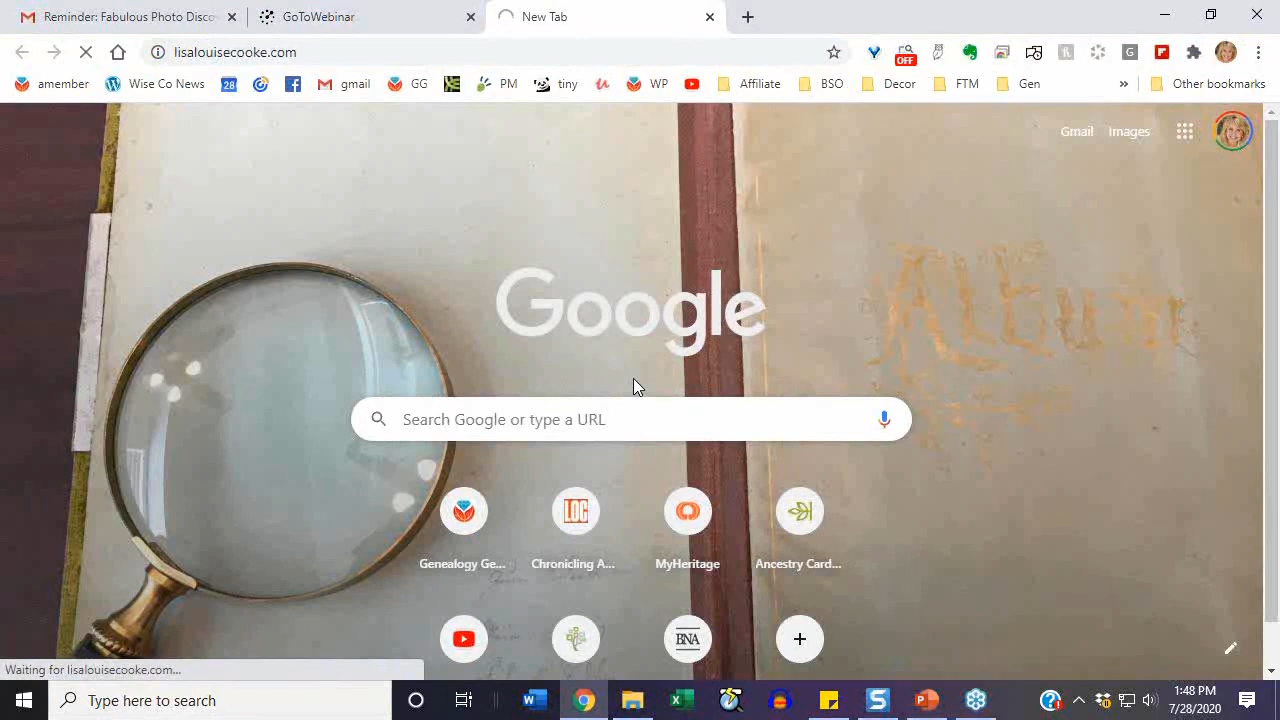 Reminder: Fabulous Photo Disco
GoToWebinar
New Tab
lisalouisecooke.com
OFF
G
amember
Wise Co News
28
gmail
GG
PM
tiny
WP
Affiliate
BSO
Decor
FTM
Gen
»
Other bookmarks
Gmail
Images
ALBum
Google
Search Google or type a URL
LOC
Genealogy Ge...
Chronicling A...
MyHeritage
Ancestry Card...
BNA
Waiting for lisalouisecooke.com...
Type here to search
1:48 PM
7/28/2020